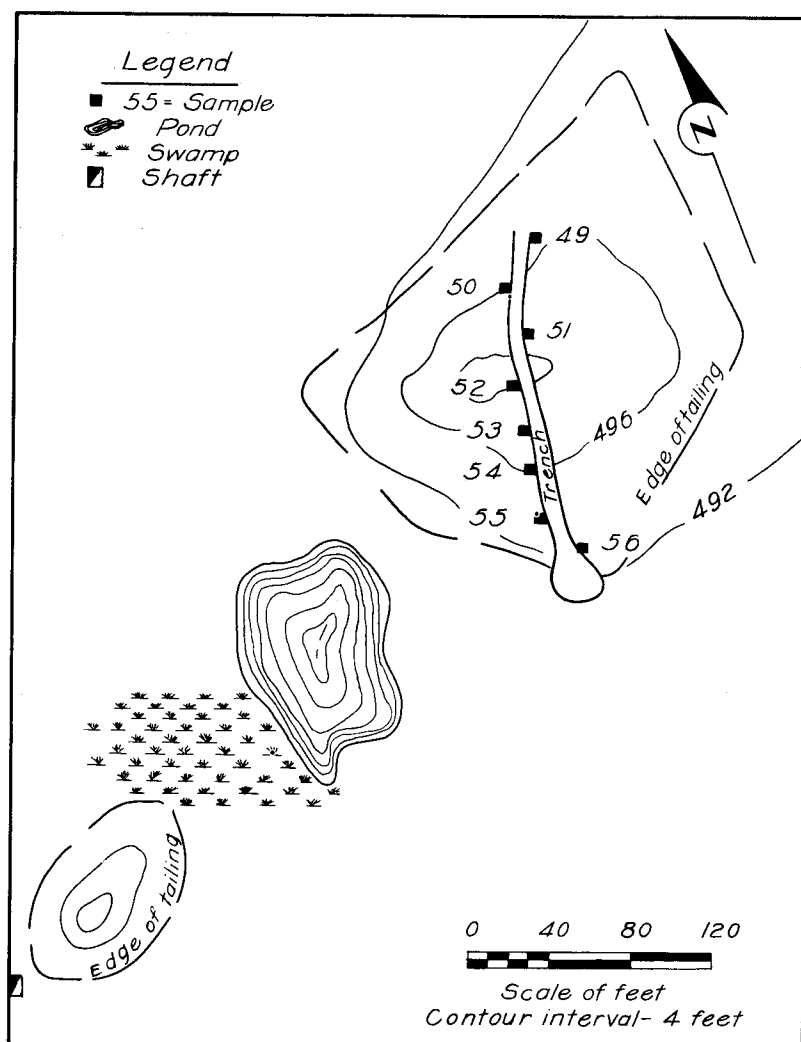 Legend
55 = Sample
Pond
Swamp
Shaft
N
49
50
51
52
53
496
54
Trench
Edge of tailing
492
55
56
Edge of tailing
0 40 80 120
Scale of feet
Contour interval- 4 feet